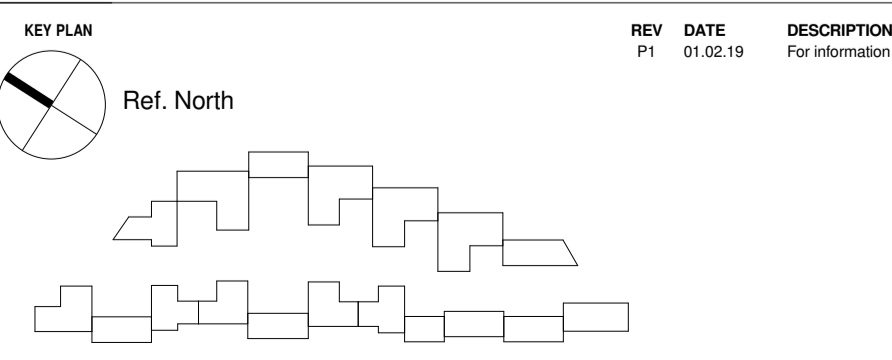 KEY PLAN
Ref. North
REV DATE DESCRIPTION
P1 01.02.19 For information